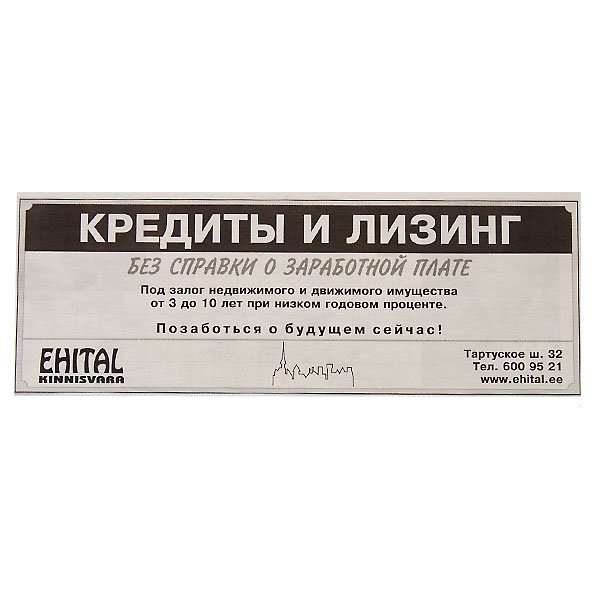 КРЕДИТЫ И ЛИЗИНГ
БЕЗ СПРАВКИ О ЗАРАБОТНОЙ ПЛАТЕ
Под залог недвижимого и движимого имущества
от 3 до 10 лет при низком годовом проценте.
Позаботься о будущем сейчас!
EHITAL
KINNISVARA
Тартуское ш. 32
Тел. 600 95 21
www.ehital.ee